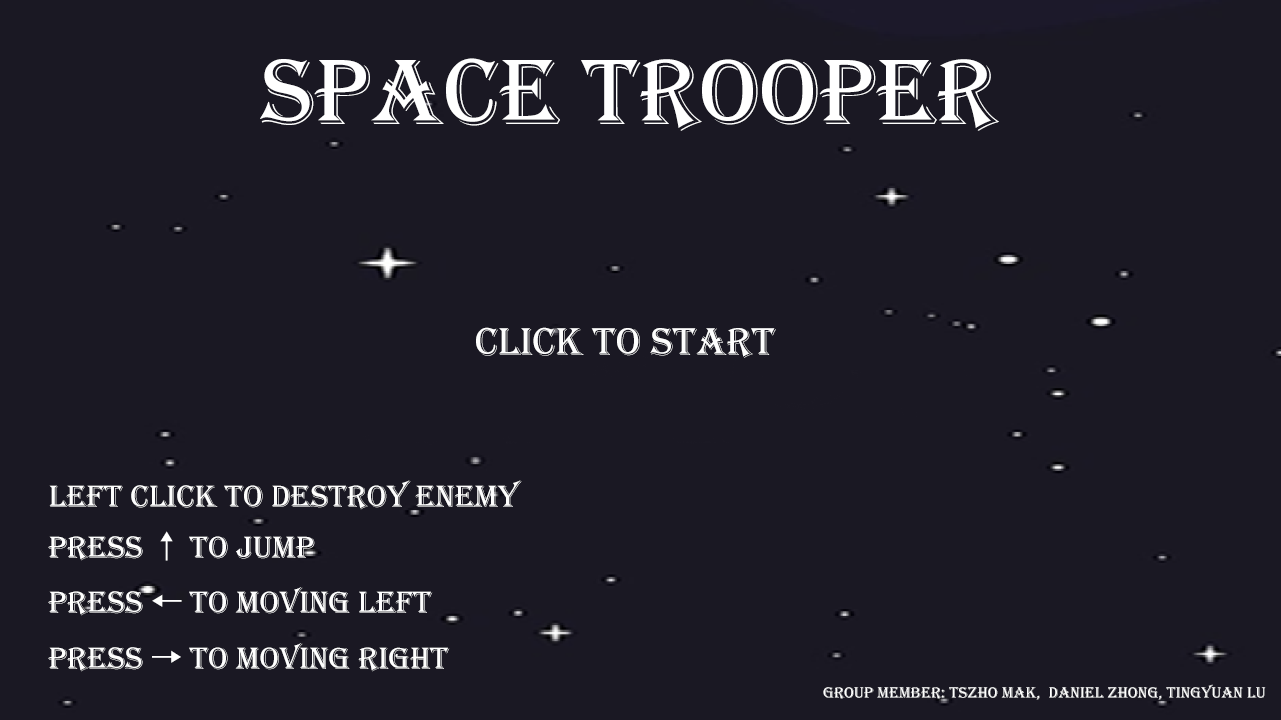 SPACE TROOPER
CLICK TO START
LEFT CLICK TO DESTROY ENEMY
PRESS ↑ TO JUMP
PRESS ← TO MOVING LEFT
PRESS → TO MOVING RIGHT
GROUP MEMBER: TSZHO MAK, DANIEL ZHONG, TINGYUAN LU